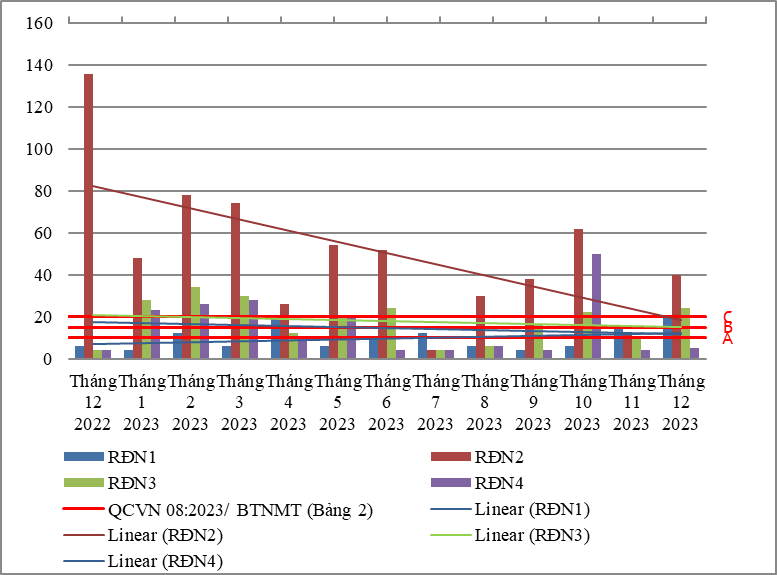 160
140
120
100
80
60
40
20
0
C
B
A
Tháng 12 2022
Tháng 1 2023
Tháng 2 2023
Tháng 3 2023
Tháng 4 2023
Tháng 5 2023
Tháng 6 2023
Tháng 7 2023
Tháng 8 2023
Tháng 9 2023
Tháng 10 2023
Tháng 11 2023
Tháng 12 2023
RĐN1
RĐN2
RĐN3
RĐN4
QCVN 08:2023/ BTNMT (Bảng 2)
Linear (RĐN1)
Linear (RĐN2)
Linear (RĐN3)
Linear (RĐN4)